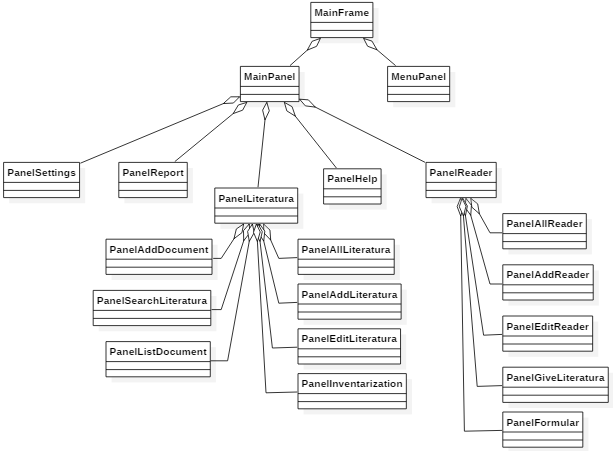 MainFrame
MainPanel
MenuPanel
PanelSettings
PanelReport
PanelLiteratura
PanelHelp
PanelReader
PanelAddDocument
PanelSearchLiteratura
PanelListDocument
PanelAllLiteratura
PanelAddLiteratura
PanelEditLiteratura
PanelInventarization
PanelAllReader
PanelAddReader
PanelEditReader
PanelGiveLiteratura
PanelFormular